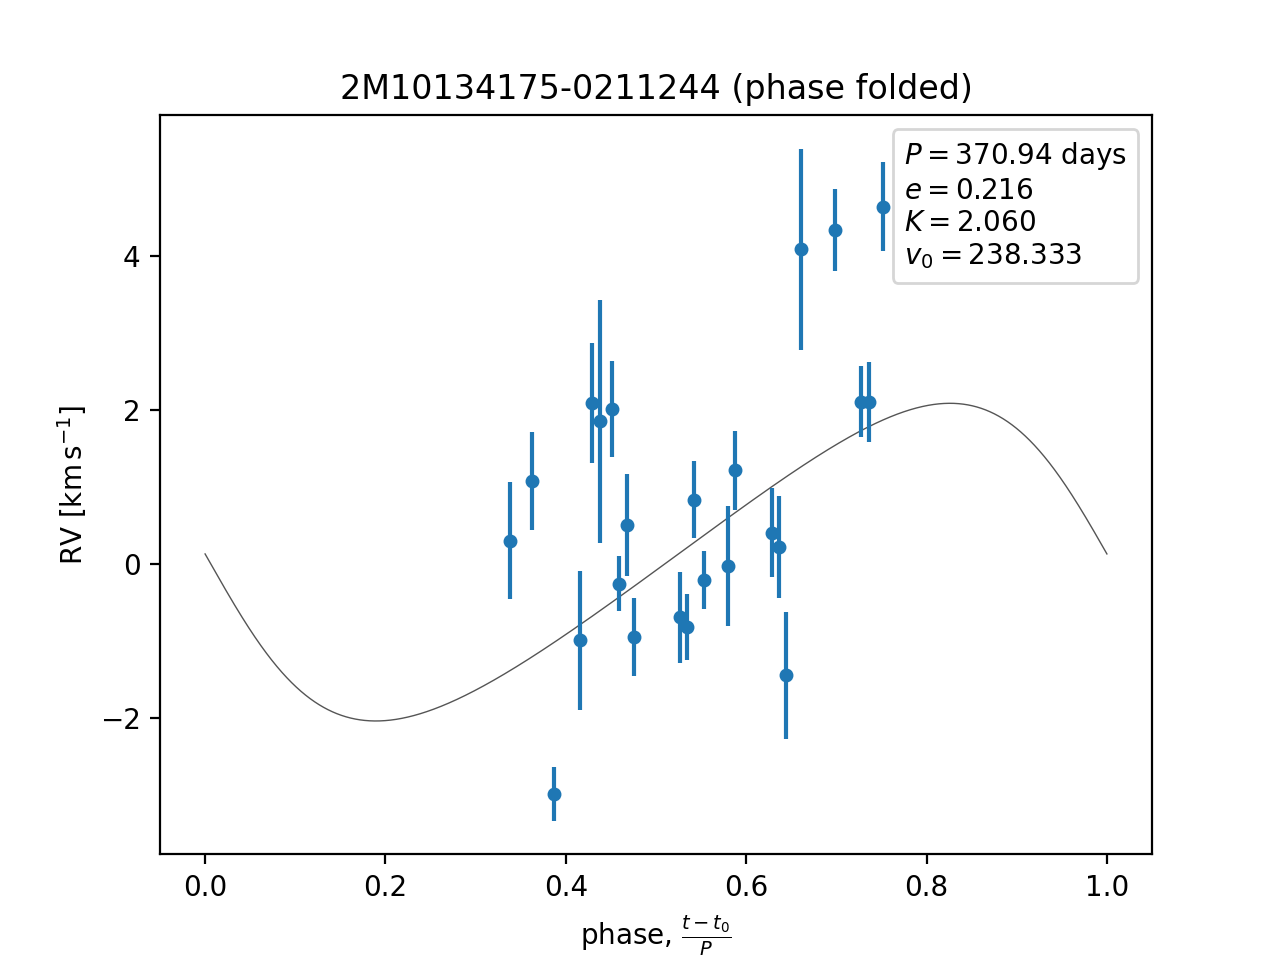 2M10134175-0211244 (phase folded)
P = 370.94 days
e = 0.216
K = 2.060
v₀ = 238.333
4
2
0
−2
RV [km s⁻¹]
0.0 0.2 0.4 0.6 0.8 1.0
phase, (t − t₀)/P